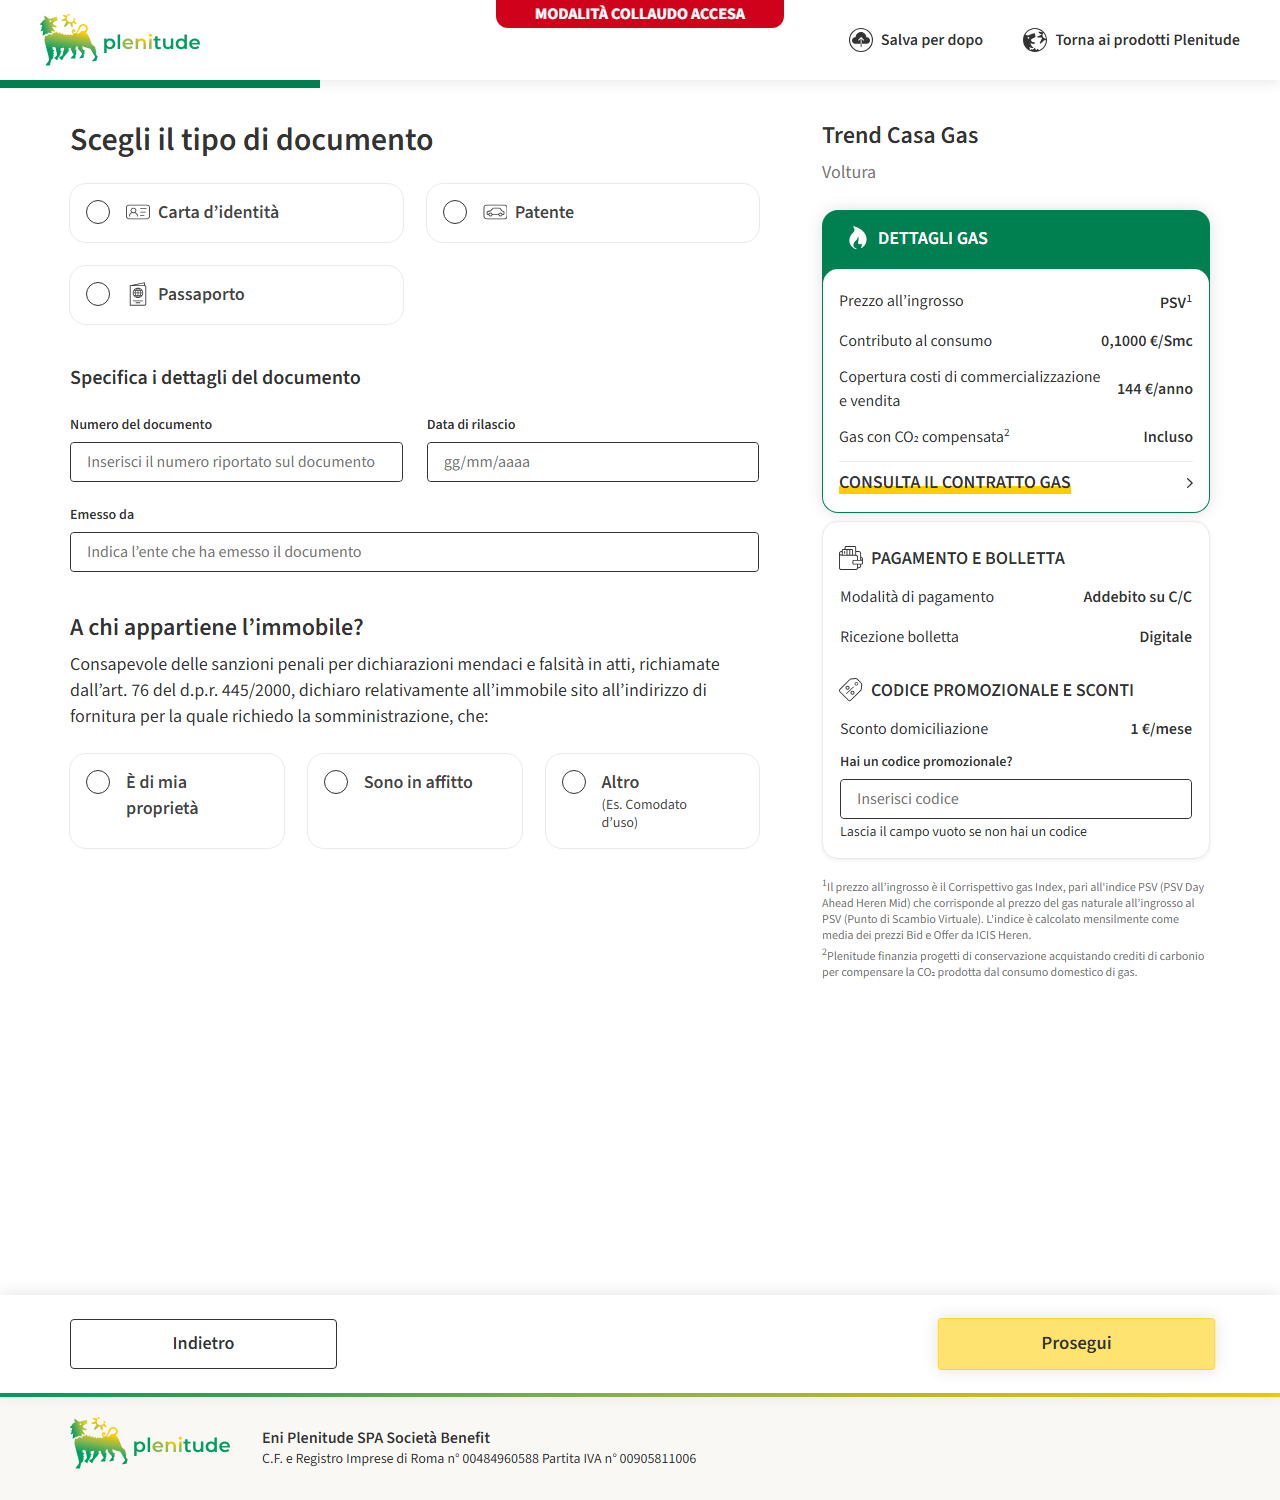 MODALITÀ COLLAUDO ACCESA
plenitude
Salva per dopo
Torna ai prodotti Plenitude
Scegli il tipo di documento
Carta d’identità
Patente
Passaporto
Specifica i dettagli del documento
Numero del documento
Data di rilascio
Inserisci il numero riportato sul documento
gg/mm/aaaa
Emesso da
Indica l’ente che ha emesso il documento
A chi appartiene l’immobile?
Consapevole delle sanzioni penali per dichiarazioni mendaci e falsità in atti, richiamate
dall’art. 76 del d.p.r. 445/2000, dichiaro relativamente all’immobile sito all’indirizzo di
fornitura per la quale richiedo la somministrazione, che:
È di mia
proprietà
Sono in affitto
Altro
(Es. Comodato
d’uso)
Trend Casa Gas
Voltura
DETTAGLI GAS
Prezzo all’ingrosso PSV¹
Contributo al consumo 0,1000 €/Smc
Copertura costi di commercializzazione
e vendita 144 €/anno
Gas con CO₂ compensata² Incluso
CONSULTA IL CONTRATTO GAS
PAGAMENTO E BOLLETTA
Modalità di pagamento Addebito su C/C
Ricezione bolletta Digitale
CODICE PROMOZIONALE E SCONTI
Sconto domiciliazione 1 €/mese
Hai un codice promozionale?
Inserisci codice
Lascia il campo vuoto se non hai un codice
¹Il prezzo all’ingrosso è il Corrispettivo gas Index, pari all'indice PSV (PSV Day
Ahead Heren Mid) che corrisponde al prezzo del gas naturale all’ingrosso al
PSV (Punto di Scambio Virtuale). L’indice è calcolato mensilmente come
media dei prezzi Bid e Offer da ICIS Heren.
²Plenitude finanzia progetti di conservazione acquistando crediti di carbonio
per compensare la CO₂ prodotta dal consumo domestico di gas.
Indietro
Prosegui
plenitude
Eni Plenitude SPA Società Benefit
C.F. e Registro Imprese di Roma n° 00484960588 Partita IVA n° 00905811006